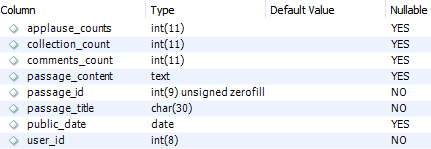 Column Type Default Value Nullable
applause_counts int(11) YES
collection_count int(11) YES
comments_count int(11) YES
passage_content text YES
passage_id int(9) unsigned zerofill NO
passage_title char(30) NO
public_date date YES
user_id int(8) NO